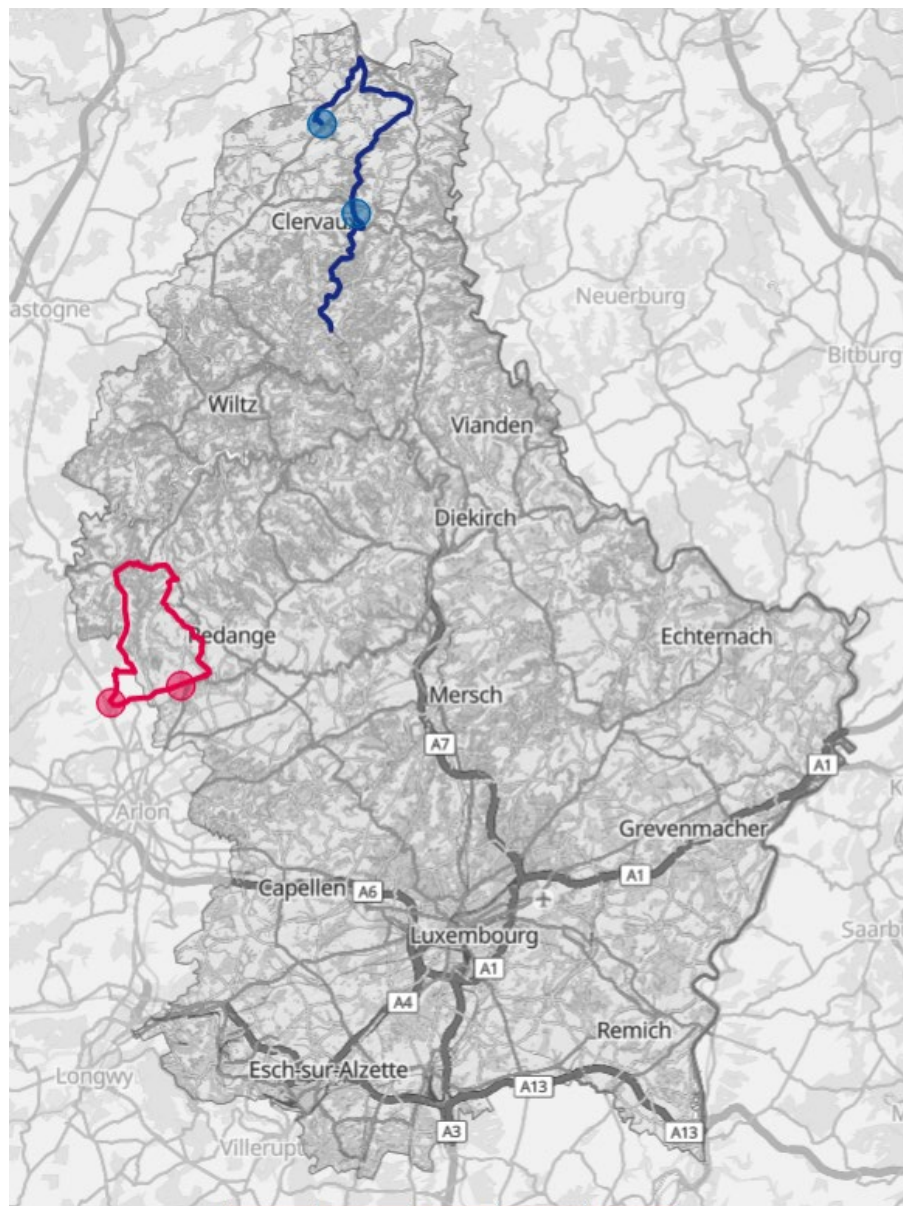 Clervaux
Neuerburg
astogne
Bitburg
Wiltz
Vianden
Diekirch
Redange
Echternach
Mersch
A7
A1
Arlon
Grevenmacher
Capellen
A6
A1
Luxembourg
Saarb
A1
A4
Remich
Esch-sur-Alzette
Longwy
A13
Villerupt
A3
A13